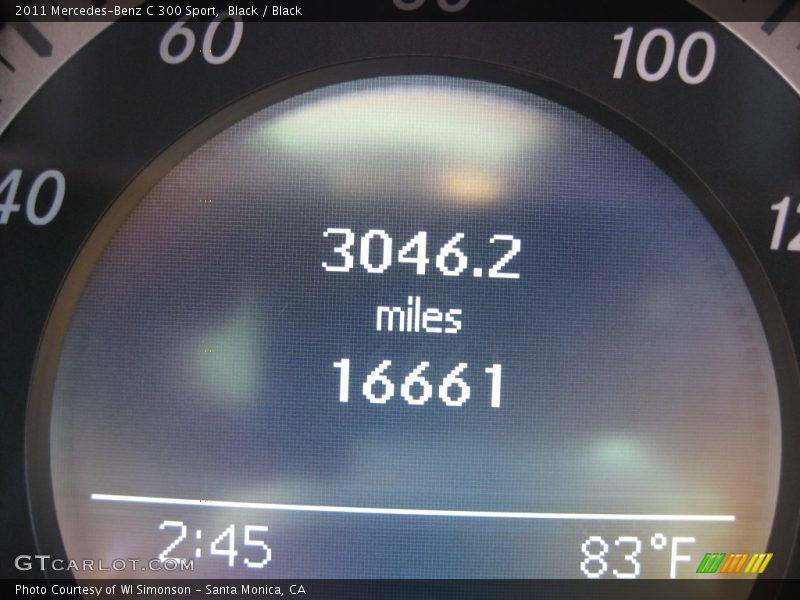 2011 Mercedes-Benz C 300 Sport, Black / Black
60
100
40
3046.2
miles
16661
2:45
83°F
GTCARLOT.COM
Photo Courtesy of WI Simonson - Santa Monica, CA